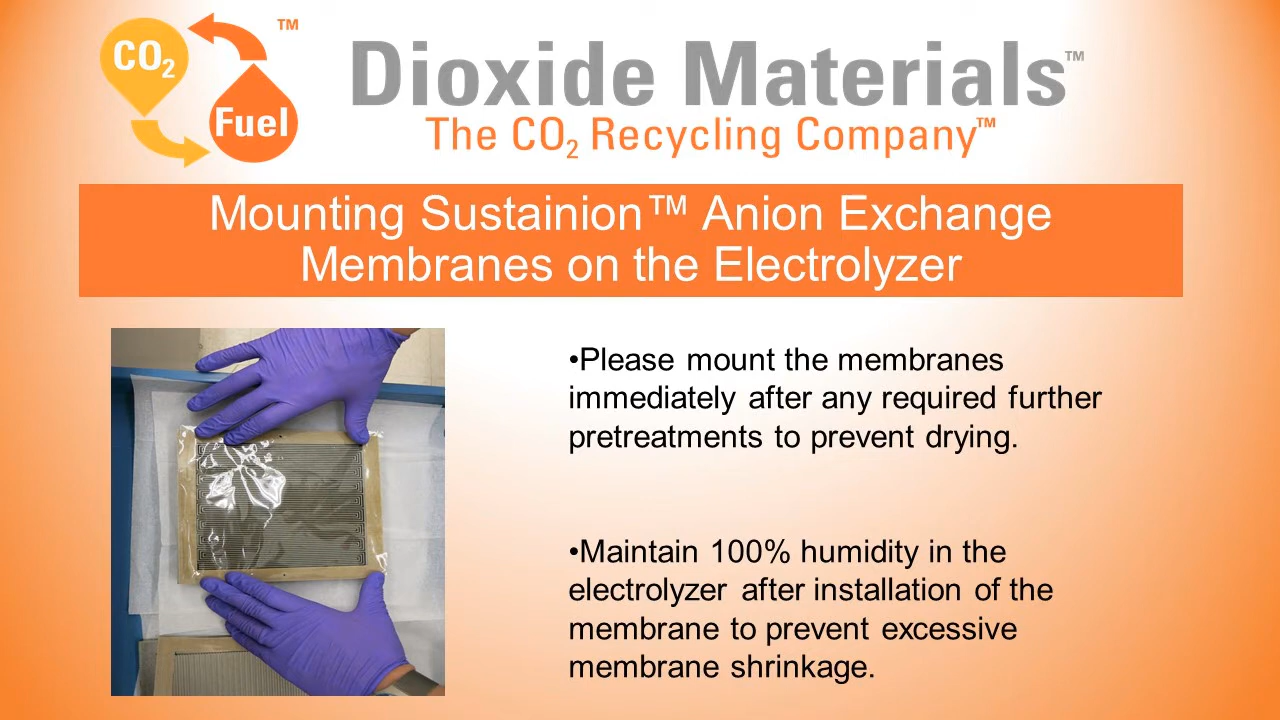 CO2
Fuel
™
Dioxide Materials™
The CO2 Recycling Company™
Mounting Sustainion™ Anion Exchange
Membranes on the Electrolyzer
•Please mount the membranes
immediately after any required further
pretreatments to prevent drying.
•Maintain 100% humidity in the
electrolyzer after installation of the
membrane to prevent excessive
membrane shrinkage.